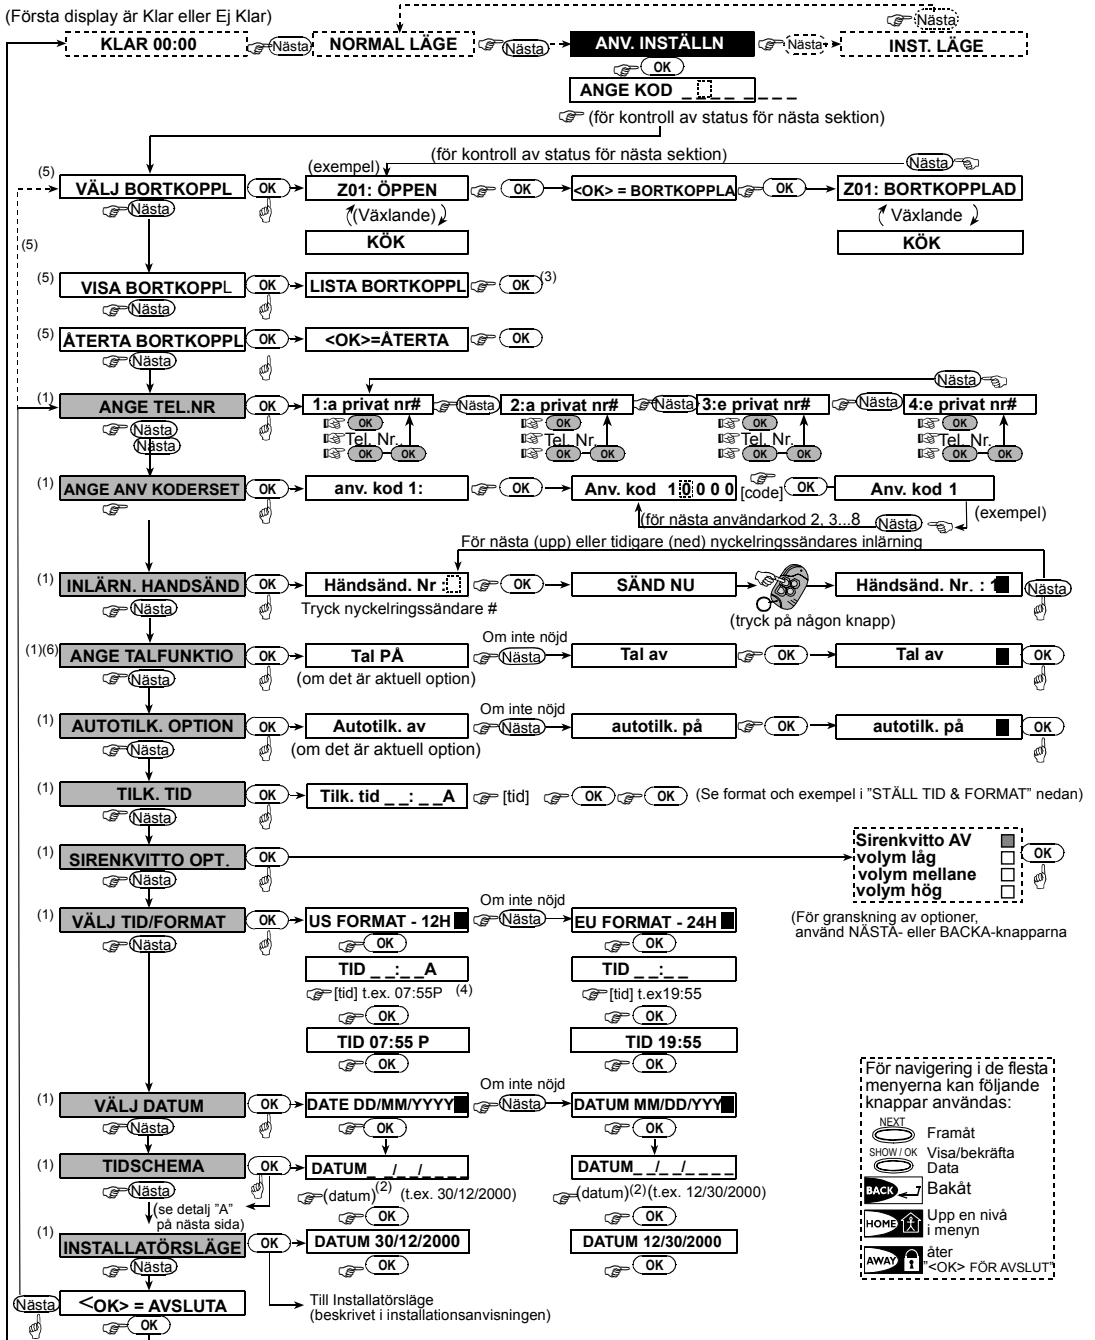 (Första display är Klar eller Ej Klar)
Nästa
KLAR 00:00 Nästa NORMAL LÄGE Nästa ANV. INSTÄLLN Nästa INST. LÄGE
OK
ANGE KOD _ _ _ _ _ _ _
(för kontroll av status för nästa sektion)
(för kontroll av status för nästa sektion)
(exempel) Nästa
(5) VÄLJ BORTKOPPL OK Z01: ÖPPEN OK <OK> = BORTKOPPLA OK Z01: BORTKOPPLAD
Nästa (Växlande) Växlande
KÖK KÖK
(5)
(5) VISA BORTKOPPL OK LISTA BORTKOPPL OK (3)
Nästa
(5) ÅTERTA BORTKOPPL OK <OK>=ÅTERTA OK
Nästa
Nästa
(1) ANGE TEL.NR OK 1:a privat nr# Nästa 2:a privat nr# Nästa 3:e privat nr# Nästa 4:e privat nr#
Nästa OK OK OK OK
Nästa Tel. Nr. Tel. Nr. Tel. Nr. Tel. Nr.
OK OK OK OK OK OK OK OK
(1) ANGE ANV KODERSET OK anv. kod 1: OK Anv. kod 1 0 0 0 0 [code] OK Anv. kod 1
(för nästa användarkod 2, 3...8 Nästa (exempel)
För nästa (upp) eller tidigare (ned) nyckelringssändares inlärning
(1) INLÄRN. HANDSÄND OK Händsänd. Nr : OK SÄND NU Händsänd. Nr. : 1 Nästa
Nästa Tryck nyckelringssändare # (tryck på någon knapp)
Om inte nöjd
(1)(6) ANGE TALFUNKTIO OK Tal PÅ Nästa Tal av OK Tal av OK
Nästa (om det är aktuell option)
Om inte nöjd
(1) AUTOTILK. OPTION OK Autotilk. av Nästa autotilk. på OK autotilk. på OK
Nästa (om det är aktuell option)
(1) TILK. TID OK Tilk. tid _ _: _ _A [tid] OK OK (Se format och exempel i ”STÄLL TID & FORMAT” nedan)
Nästa
(1) SIRENKVITTO OPT. OK Sirenkvitto AV OK
Nästa volym låg
volym mellane
volym hög
(För granskning av optioner,
använd NÄSTA- eller BACKA-knapparna
Om inte nöjd
(1) VÄLJ TID/FORMAT OK US FORMAT - 12H Nästa EU FORMAT - 24H
Nästa OK OK
TID _ _:_ _A TID _ _:_ _
[tid] t.ex. 07:55P (4) [tid] t.ex19:55
OK OK
TID 07:55 P TID 19:55
OK OK
Om inte nöjd
(1) VÄLJ DATUM OK DATE DD/MM/YYYY Nästa DATUM MM/DD/YYY
Nästa OK OK
(1) TIDSCHEMA OK DATUM_ _/_ _/_ _ _ _ DATUM_ _/_ _/_ _ _ _
Nästa (datum)(2) (t.ex. 30/12/2000) (datum)(2)(t.ex. 12/30/2000)
(se detalj ”A”
på nästa sida)
(1) INSTALLATÖRSLÄGE OK DATUM 30/12/2000 DATUM 12/30/2000
Nästa OK OK
Nästa <OK> = AVSLUTA Till Installatörsläge
(beskrivet i installationsanvisningen)
OK
För navigering i de flesta
menyerna kan följande
knappar användas:
NEXT Framåt
SHOW / OK Visa/bekräfta
Data
BACK Bakåt
HOME Upp en nivå
i menyn
AWAY åter
”<OK> FÖR AVSLUT”